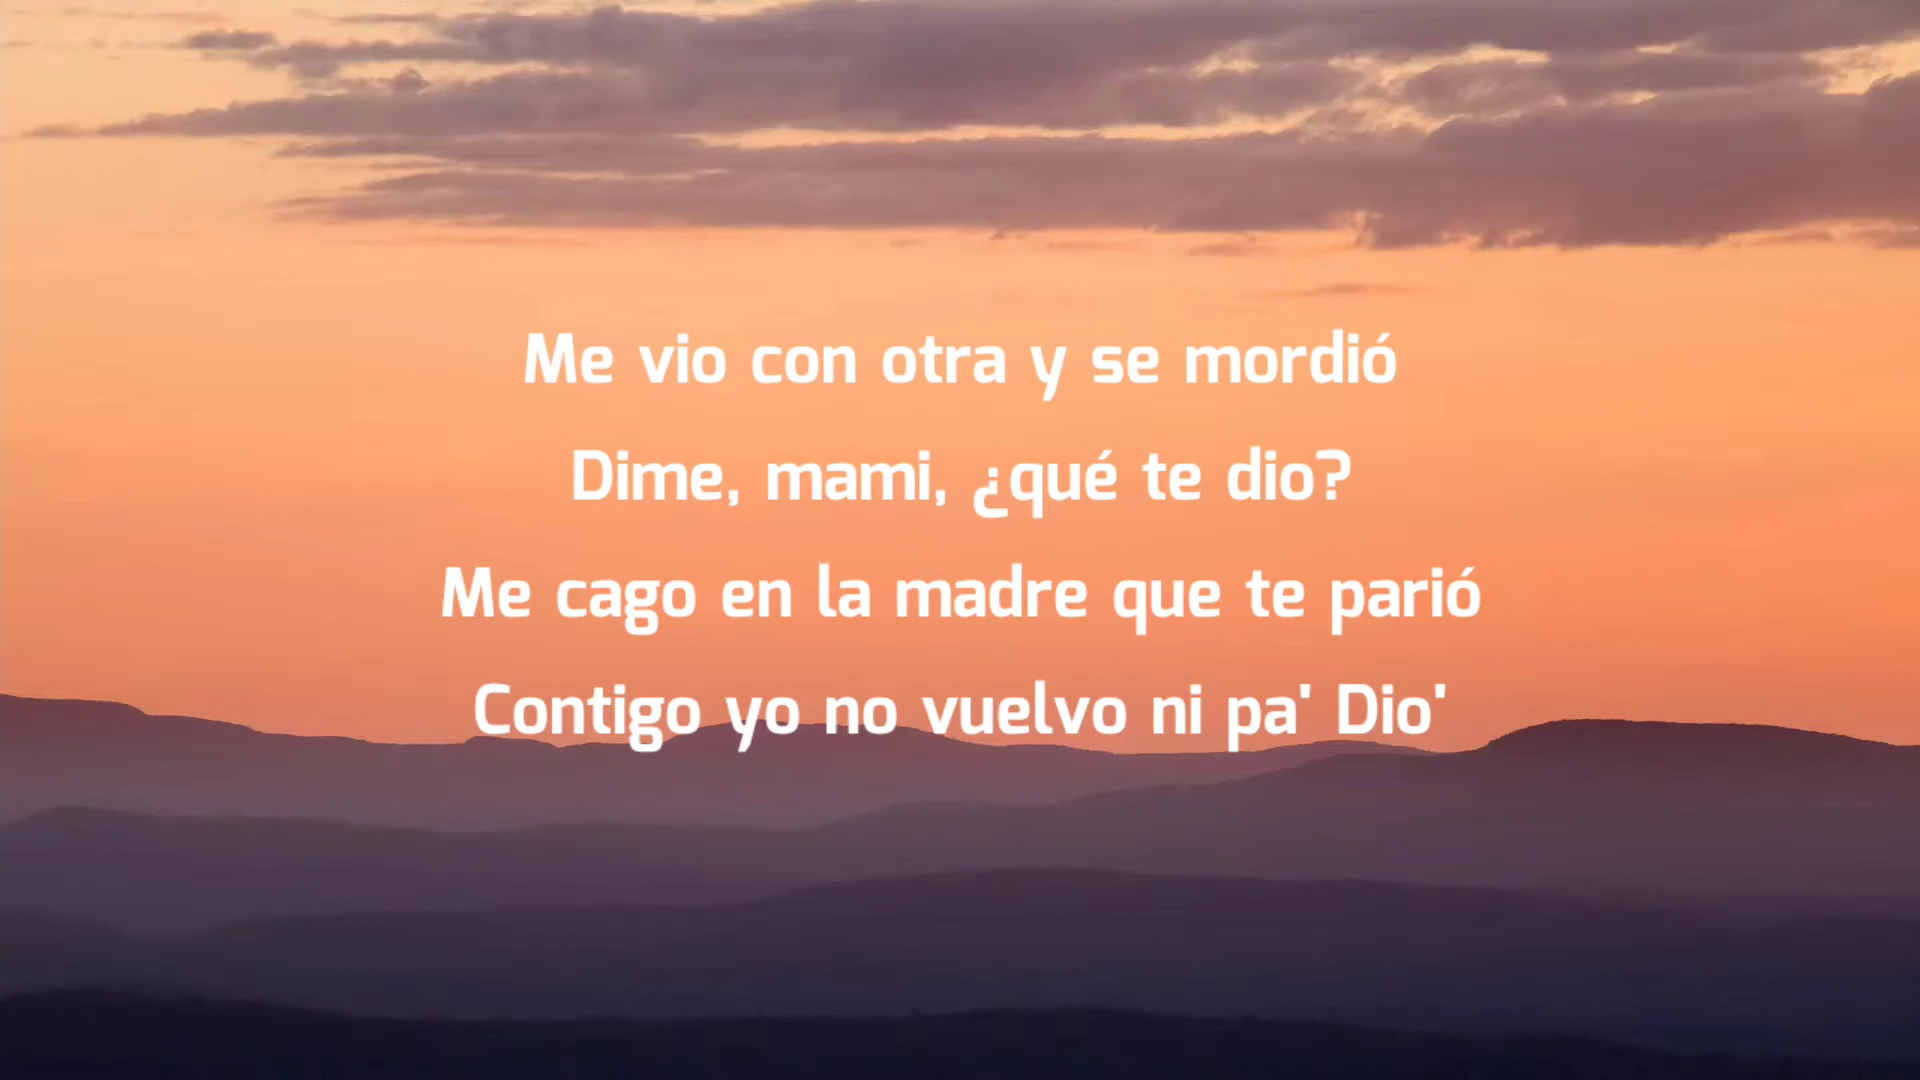 Me vio con otra y se mordió
Dime, mami, ¿qué te dio?
Me cago en la madre que te parió
Contigo yo no vuelvo ni pa' Dio'